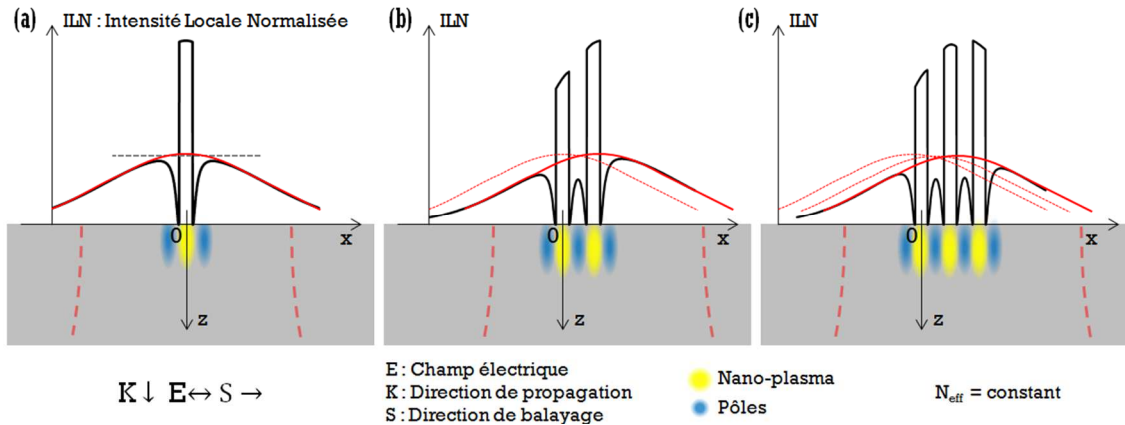 (a) ILN : Intensité Locale Normalisée
(b) ILN
(c) ILN
0 x
z
0 x
z
0 x
z
K ↓ E ↔ S →
E : Champ électrique
K : Direction de propagation
S : Direction de balayage
Nano-plasma
Pôles
N_eff = constant